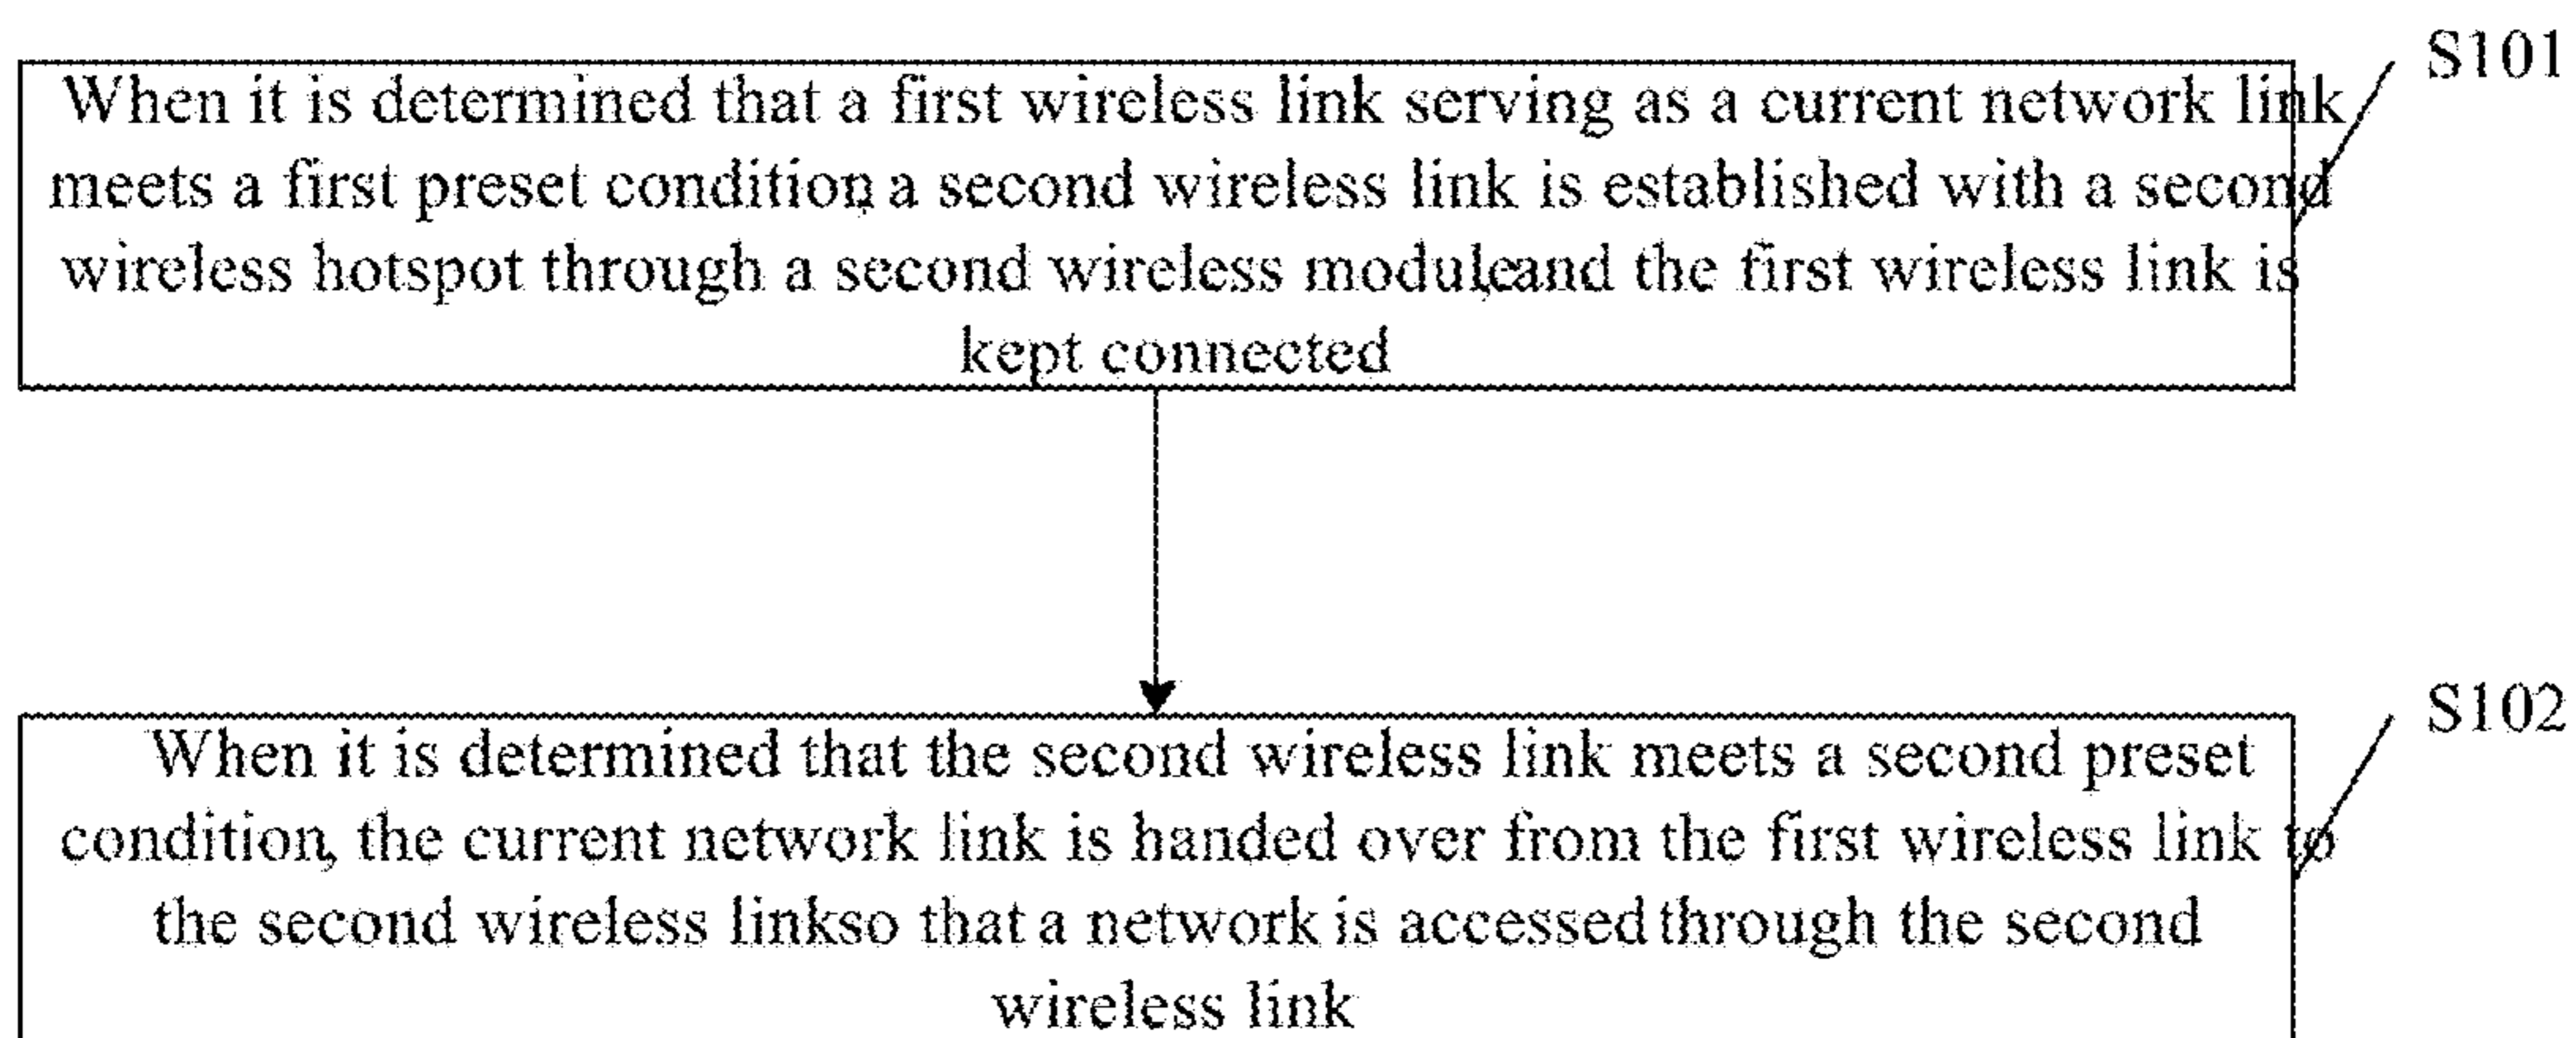 S101
When it is determined that a first wireless link serving as a current network link
meets a first preset condition, a second wireless link is established with a second
wireless hotspot through a second wireless module,and the first wireless link is
kept connected
S102
When it is determined that the second wireless link meets a second preset
condition, the current network link is handed over from the first wireless link to
the second wireless linkso that a network is accessed through the second
wireless link